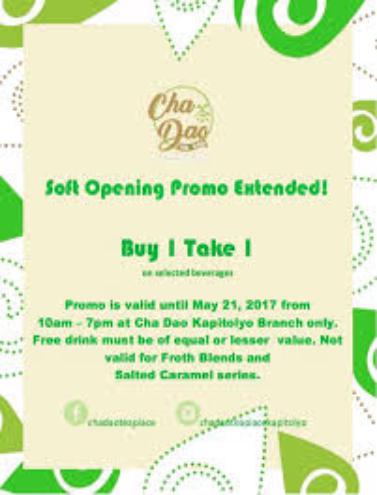 Cha
Dao
Soft Opening Promo Extended!
Buy 1 Take 1
on selected beverages
Promo is valid until May 21, 2017 from
10am - 7pm at Cha Dao Kapitolyo Branch only.
Free drink must be of equal or lesser value. Not
valid for Froth Blends and
Salted Caramel series.
chadaoteaplace chadaoteaplacekapitolyo